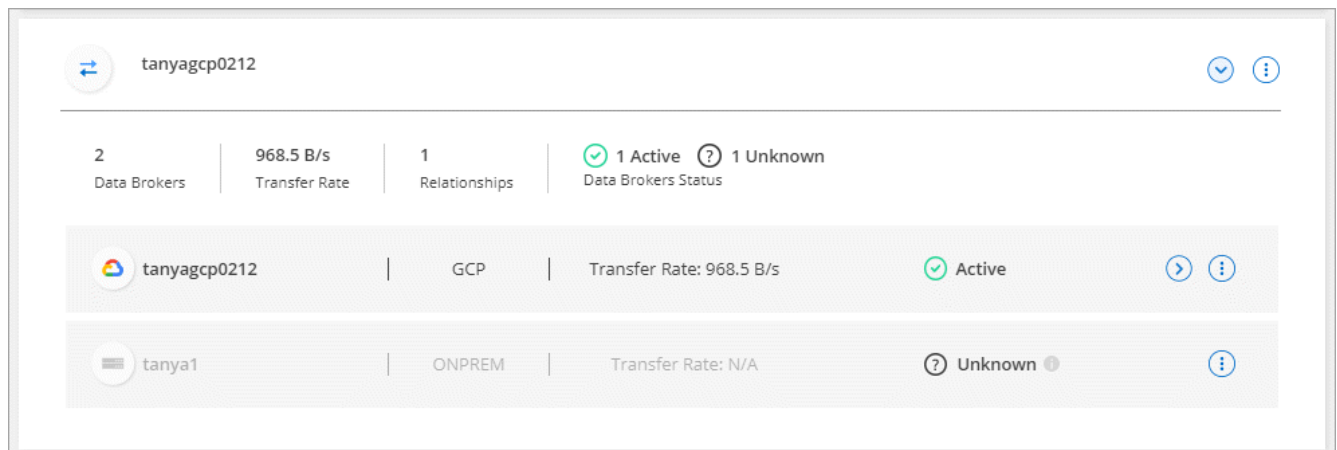 tanyagcp0212
2 968.5 B/s 1 1 Active 1 Unknown
Data Brokers Transfer Rate Relationships Data Brokers Status
tanyagcp0212 GCP Transfer Rate: 968.5 B/s Active
tanya1 ONPREM Transfer Rate: N/A Unknown